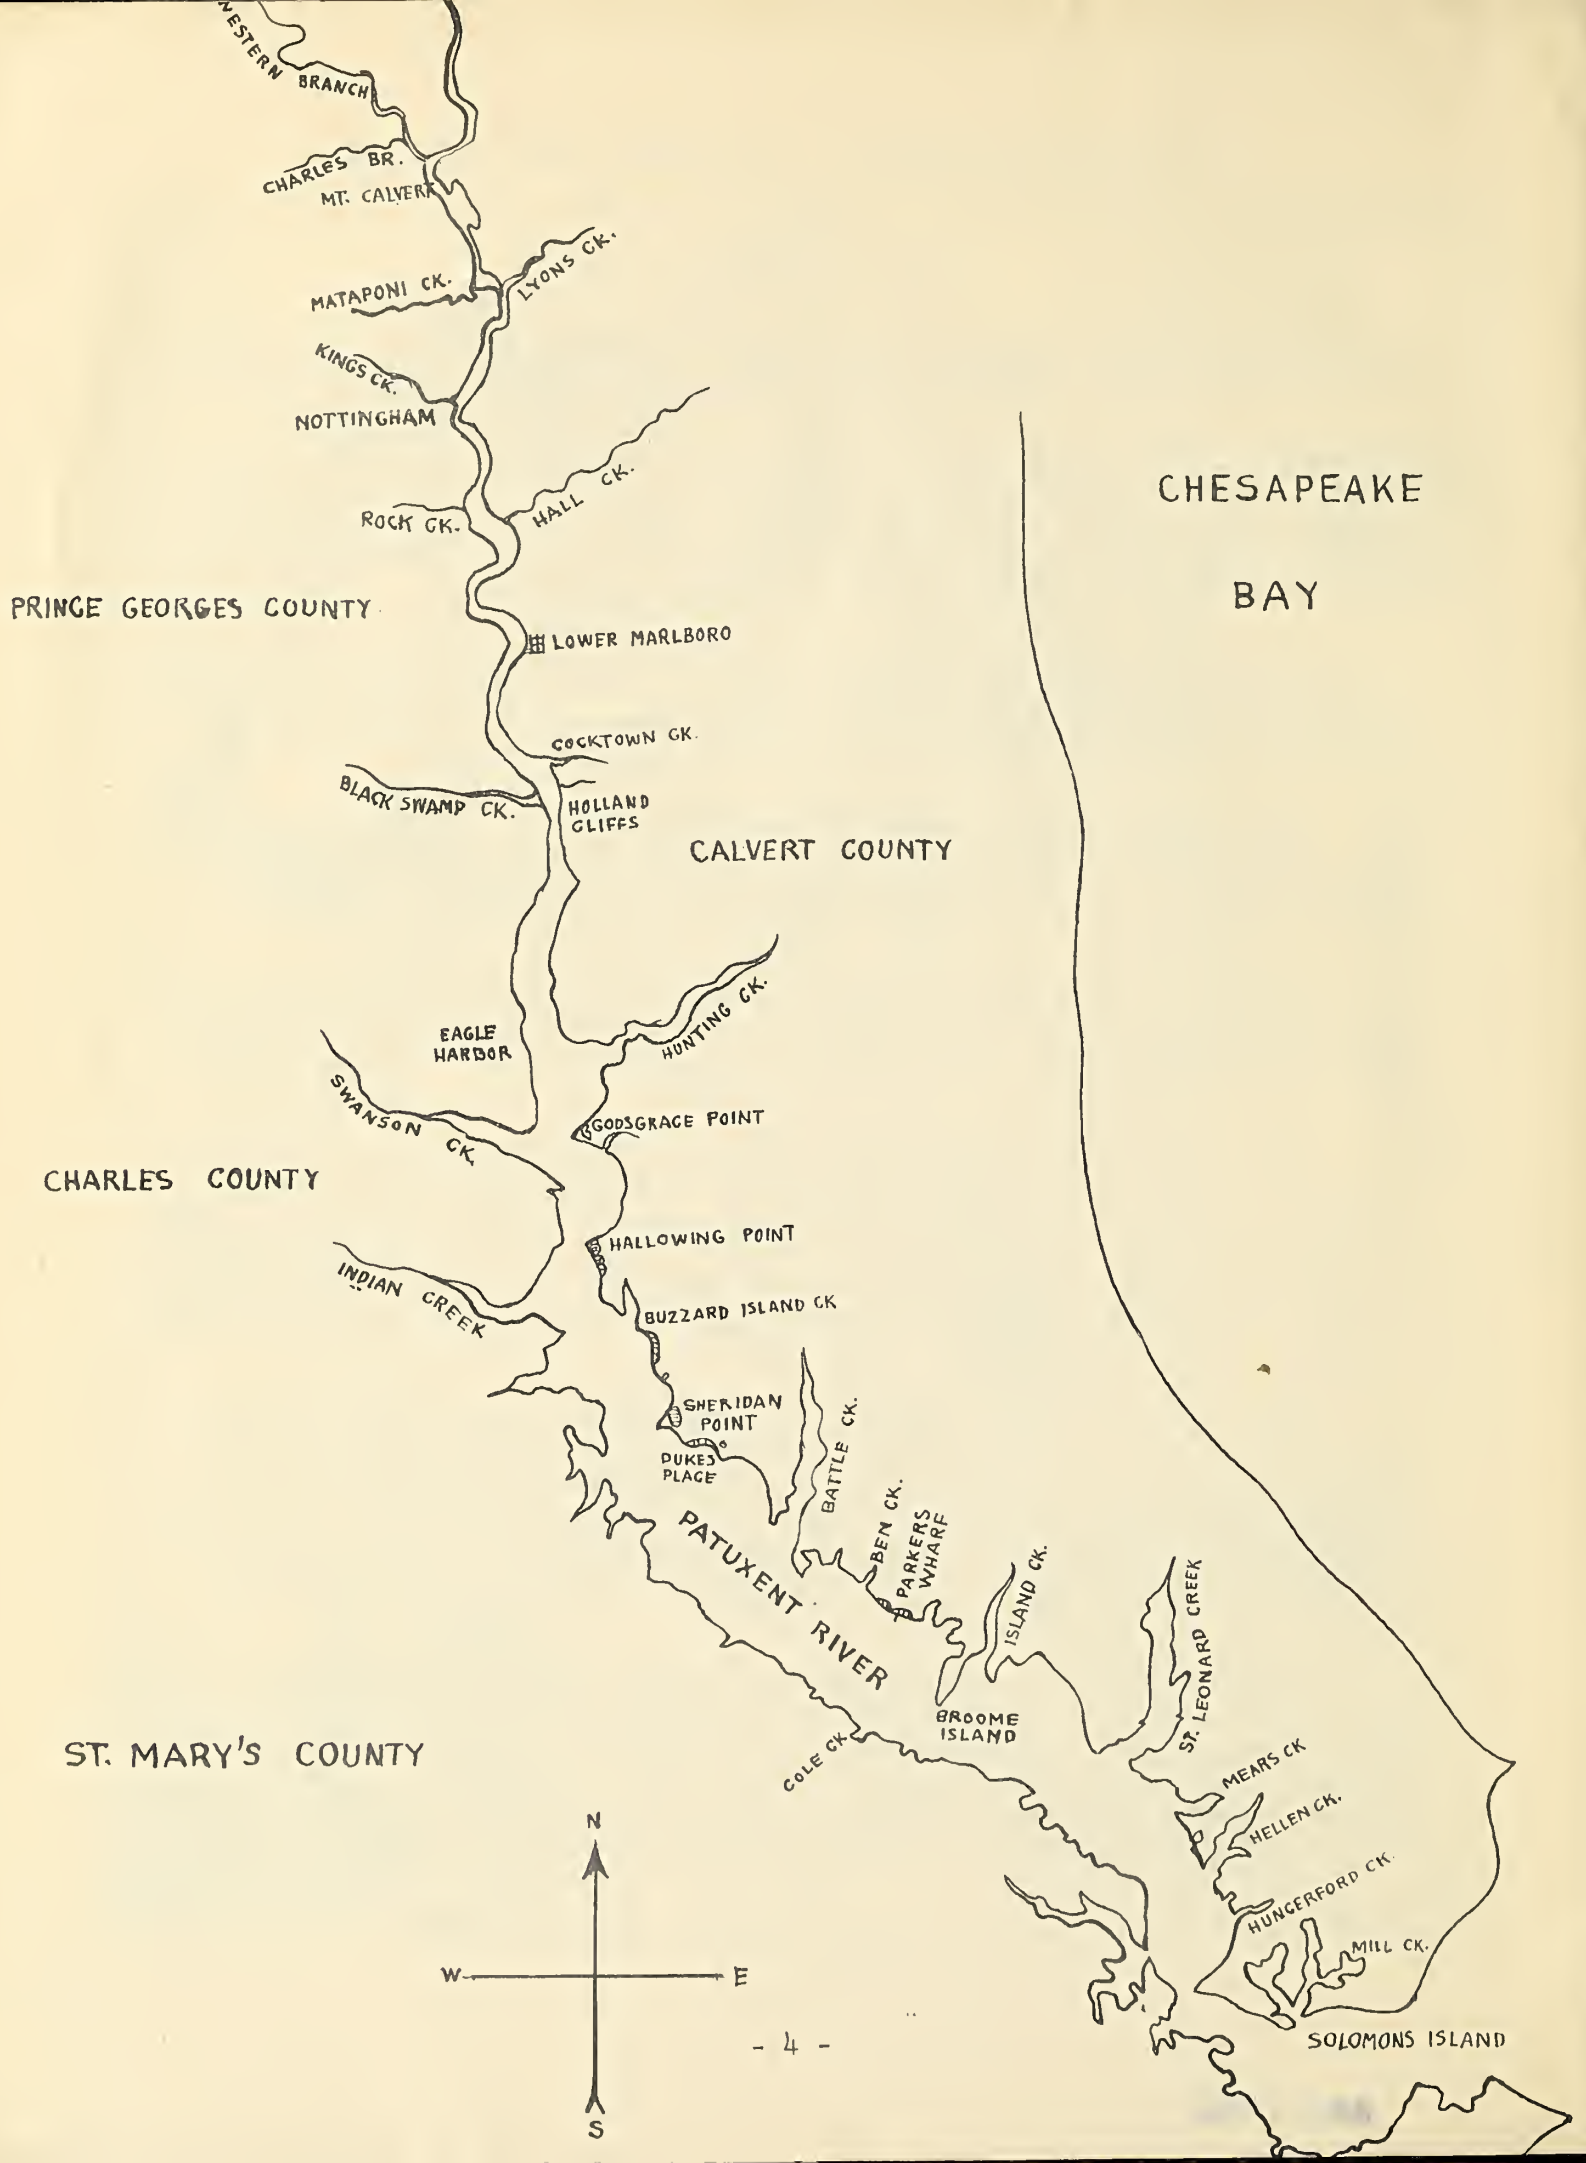 WESTERN BRANCH
CHARLES BR.
MT. CALVERT
LYONS CK.
MATAPONI CK.
KINGS CK.
NOTTINGHAM
HALL CK.
ROCK CK.
CHESAPEAKE
BAY
PRINCE GEORGES COUNTY
LOWER MARLBORO
COCKTOWN CK.
BLACK SWAMP CK.
HOLLAND
CLIFFS
CALVERT COUNTY
HUNTING CK.
EAGLE
HARBOR
SWANSON CK.
GODSGRACE POINT
CHARLES COUNTY
HALLOWING POINT
INDIAN CREEK
BUZZARD ISLAND CK
SHERIDAN
POINT
DUKES
PLACE
BATTLE CK.
BEN CK.
PARKERS
WHARF
PATUXENT RIVER
ISLAND CK.
ST. LEONARD CREEK
BROOME
ISLAND
COLE CK
ST. MARY'S COUNTY
MEARS CK
HELLEN CK.
HUNGERFORD CK.
MILL CK.
SOLOMONS ISLAND
N
W E
S
- 4 -